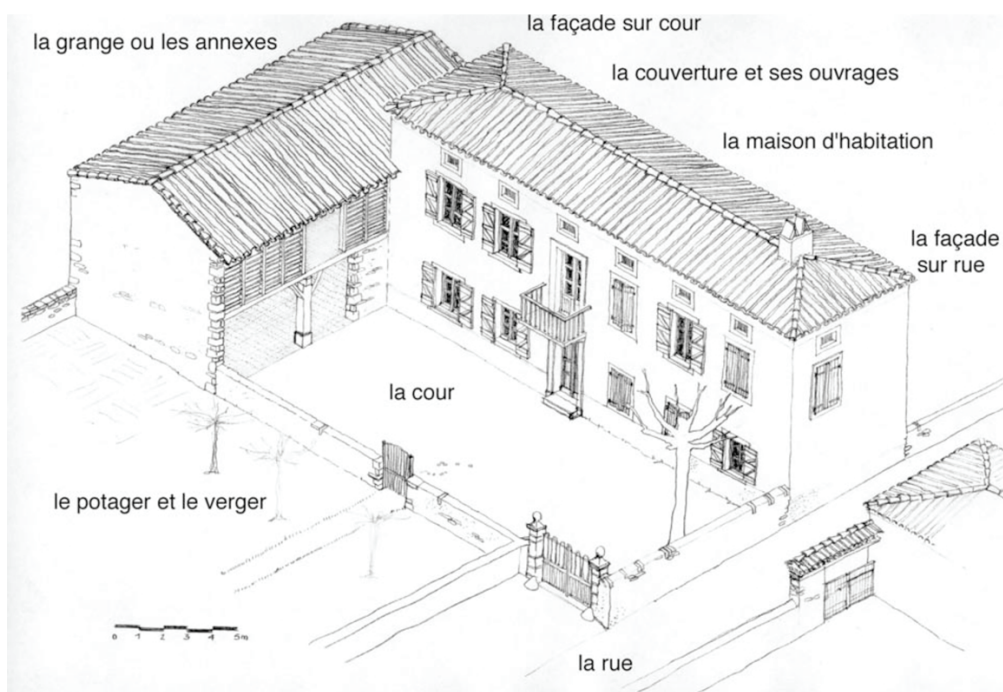 la façade sur cour
la grange ou les annexes
la couverture et ses ouvrages
la maison d'habitation
la façade
sur rue
la cour
le potager et le verger
0 1 2 3 4 5m
la rue